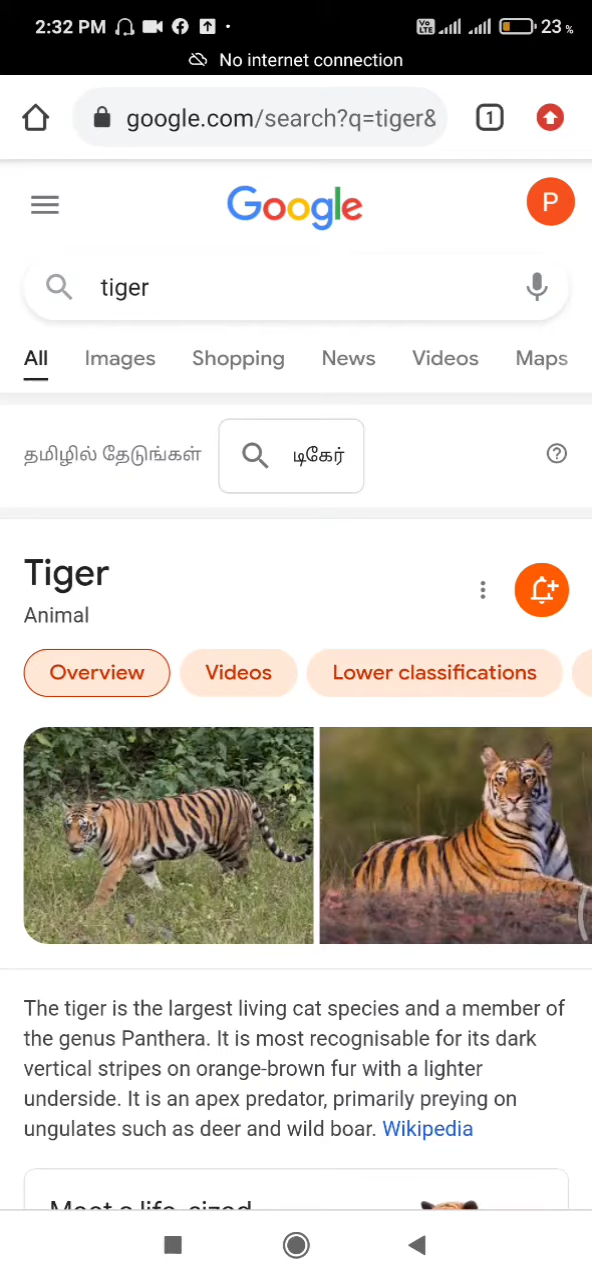 2:32 PM 23%
No internet connection
google.com/search?q=tiger&
1
Google
P
tiger
All Images Shopping News Videos Maps
தமிழில் தேடுங்கள் டிகேர்
Tiger
Animal
Overview Videos Lower classifications
The tiger is the largest living cat species and a member of
the genus Panthera. It is most recognisable for its dark
vertical stripes on orange-brown fur with a lighter
underside. It is an apex predator, primarily preying on
ungulates such as deer and wild boar. Wikipedia
Meet a life-sized